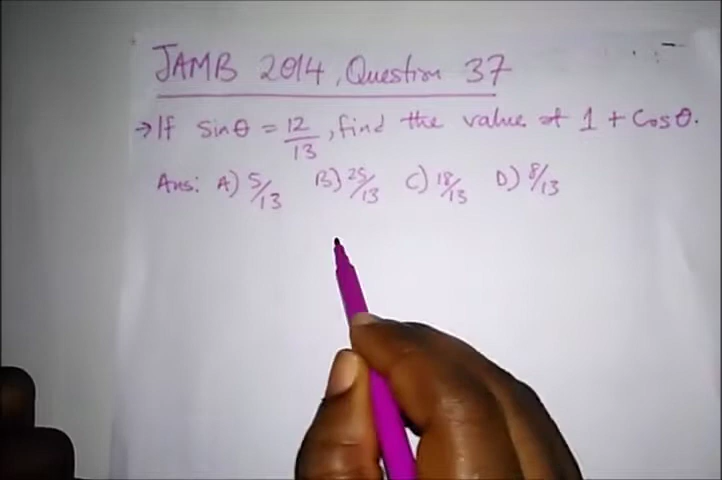 JAMB 2014, Question 37
→ If sinθ = 12/13, find the value of 1 + Cosθ.
Ans: A) 5/13 B) 25/13 C) 18/13 D) 8/13